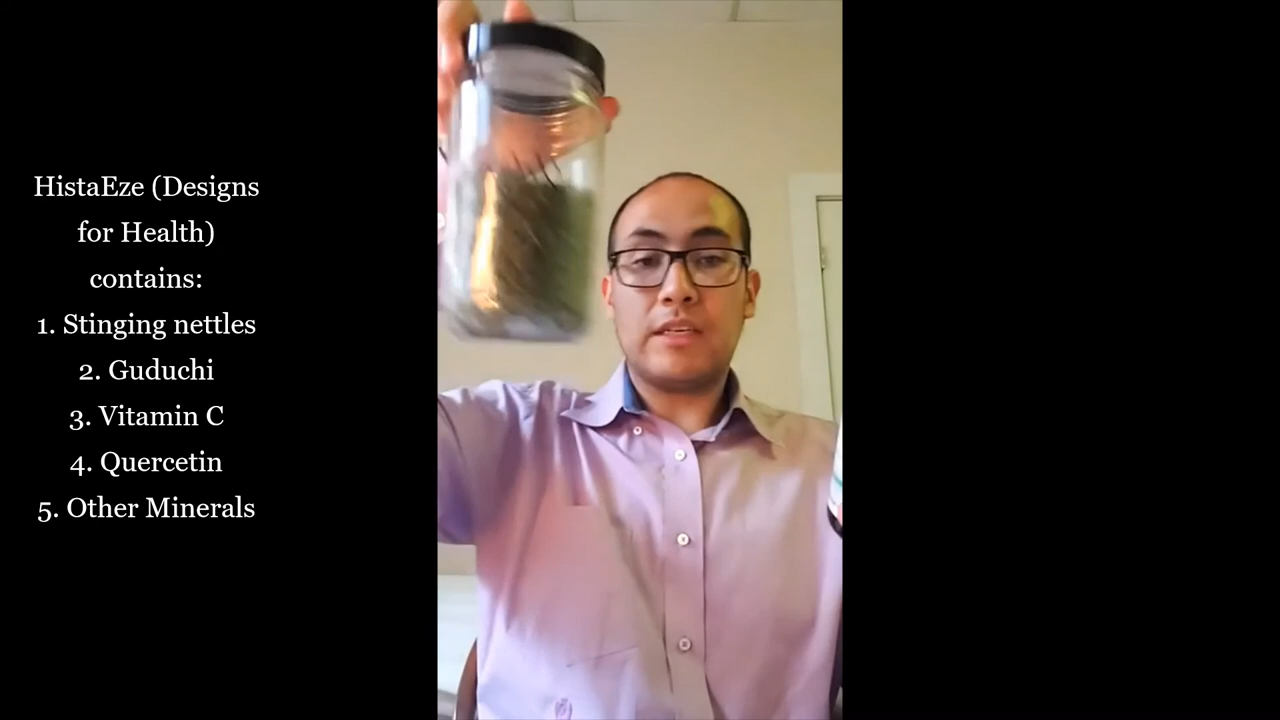 HistaEze (Designs
for Health)
contains:
1. Stinging nettles
2. Guduchi
3. Vitamin C
4. Quercetin
5. Other Minerals